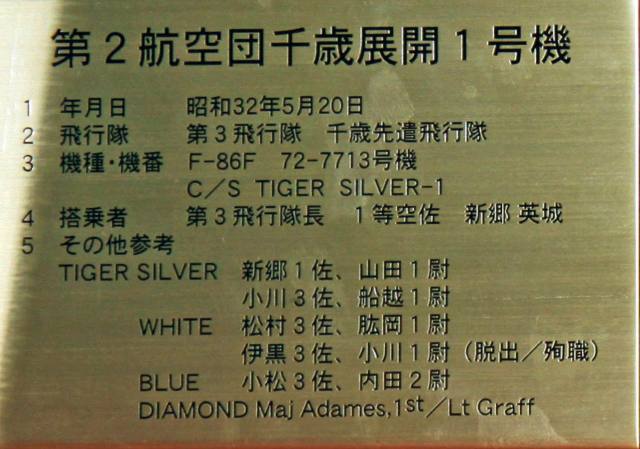 第２航空団千歳展開１号機
1 年月日 昭和32年5月20日
2 飛行隊 第３飛行隊 千歳先遣飛行隊
3 機種・機番 F-86F 72-7713号機
C／S TIGER SILVER-1
4 搭乗者 第３飛行隊長 １等空佐 新郷 英城
5 その他参考
TIGER SILVER 新郷１佐、山田１尉
小川３佐、船越１尉
WHITE 松村３佐、肱岡１尉
伊黒３佐、小川１尉（脱出／殉職）
BLUE 小松３佐、内田２尉
DIAMOND Maj Adames,1st／Lt Graff